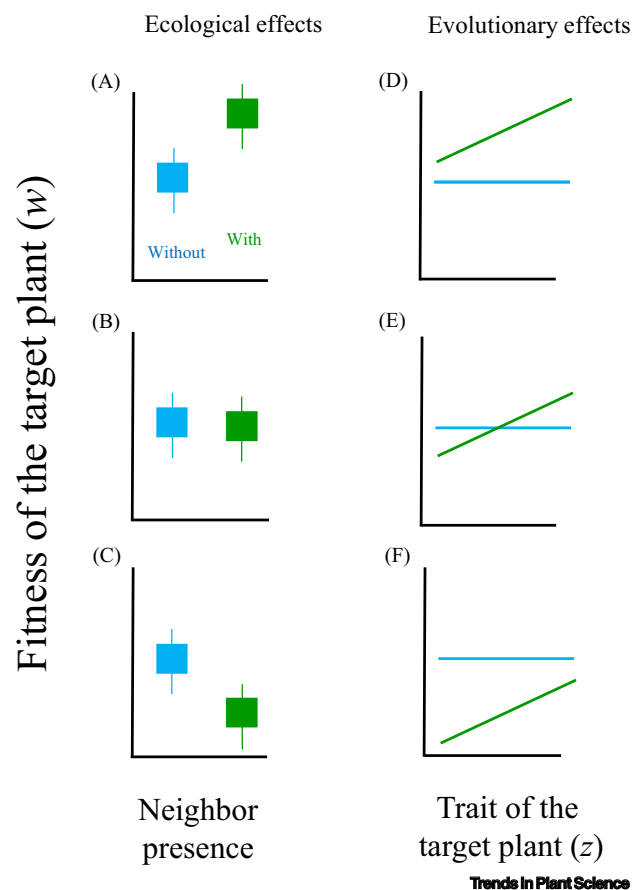 Ecological effects
Evolutionary effects
(A)
(D)
Without
With
(B)
(E)
(C)
(F)
Fitness of the target plant (w)
Neighbor
presence
Trait of the
target plant (z)
Trends in Plant Science